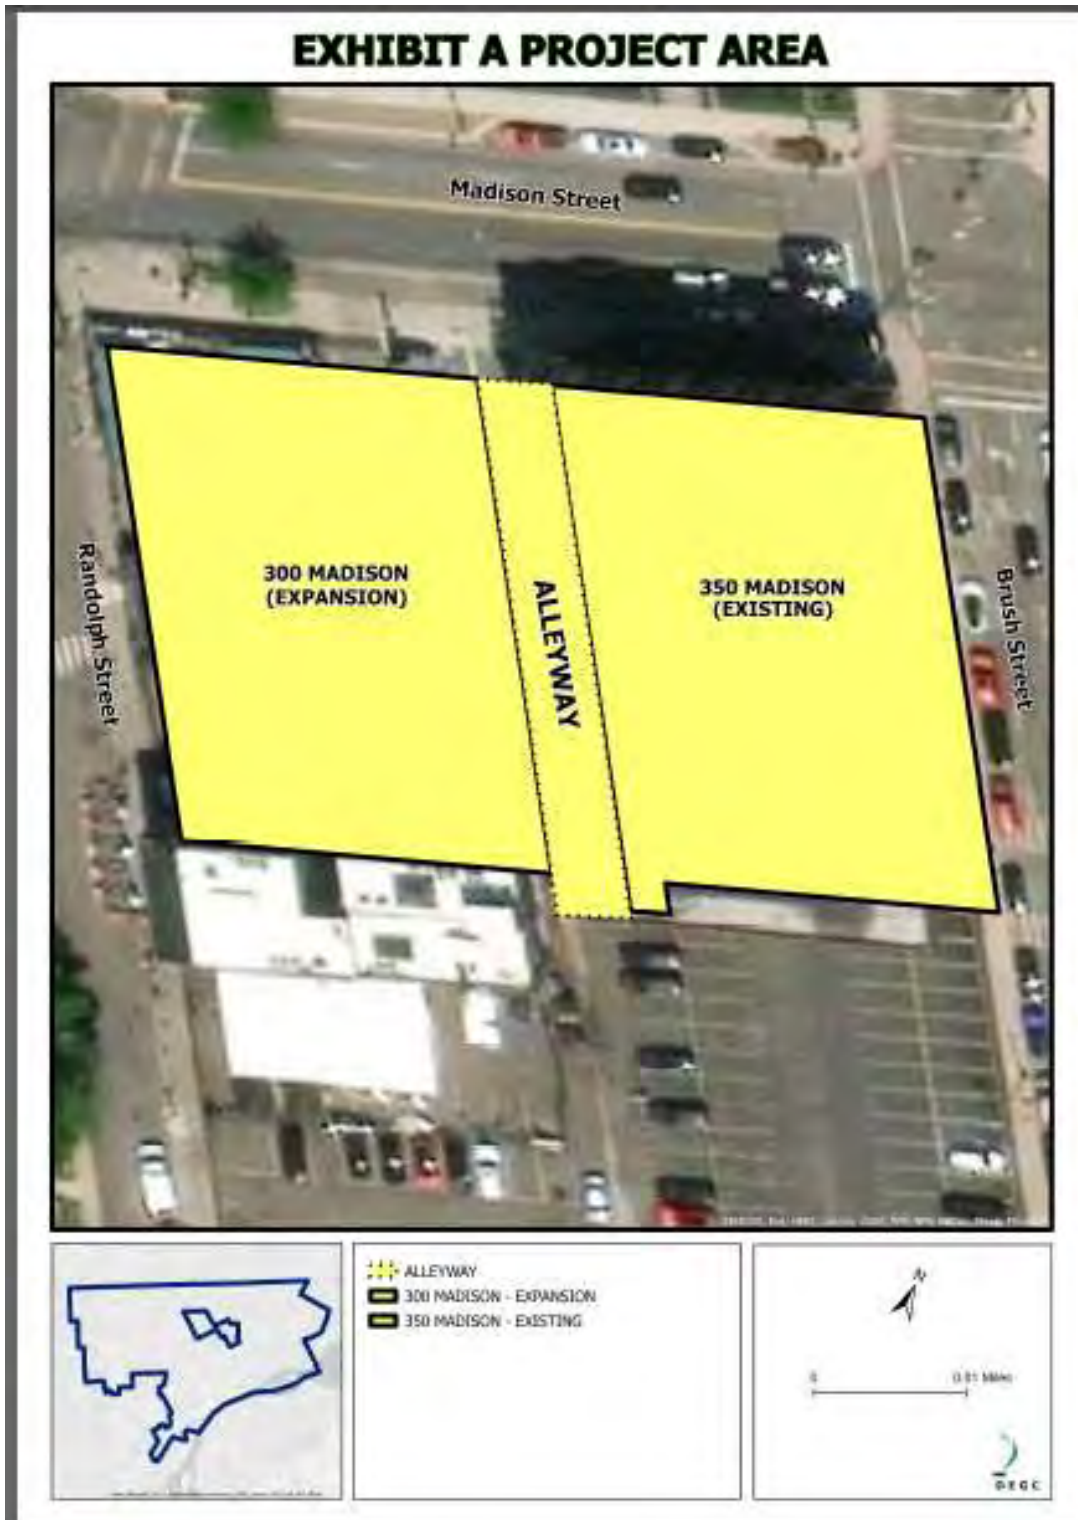 EXHIBIT A PROJECT AREA
Madison Street
Randolph Street
300 MADISON
(EXPANSION)
ALLEYWAY
350 MADISON
(EXISTING)
Brush Street
ALLEYWAY
300 MADISON - EXPANSION
350 MADISON - EXISTING
N
0
0.01 Miles
DEGC